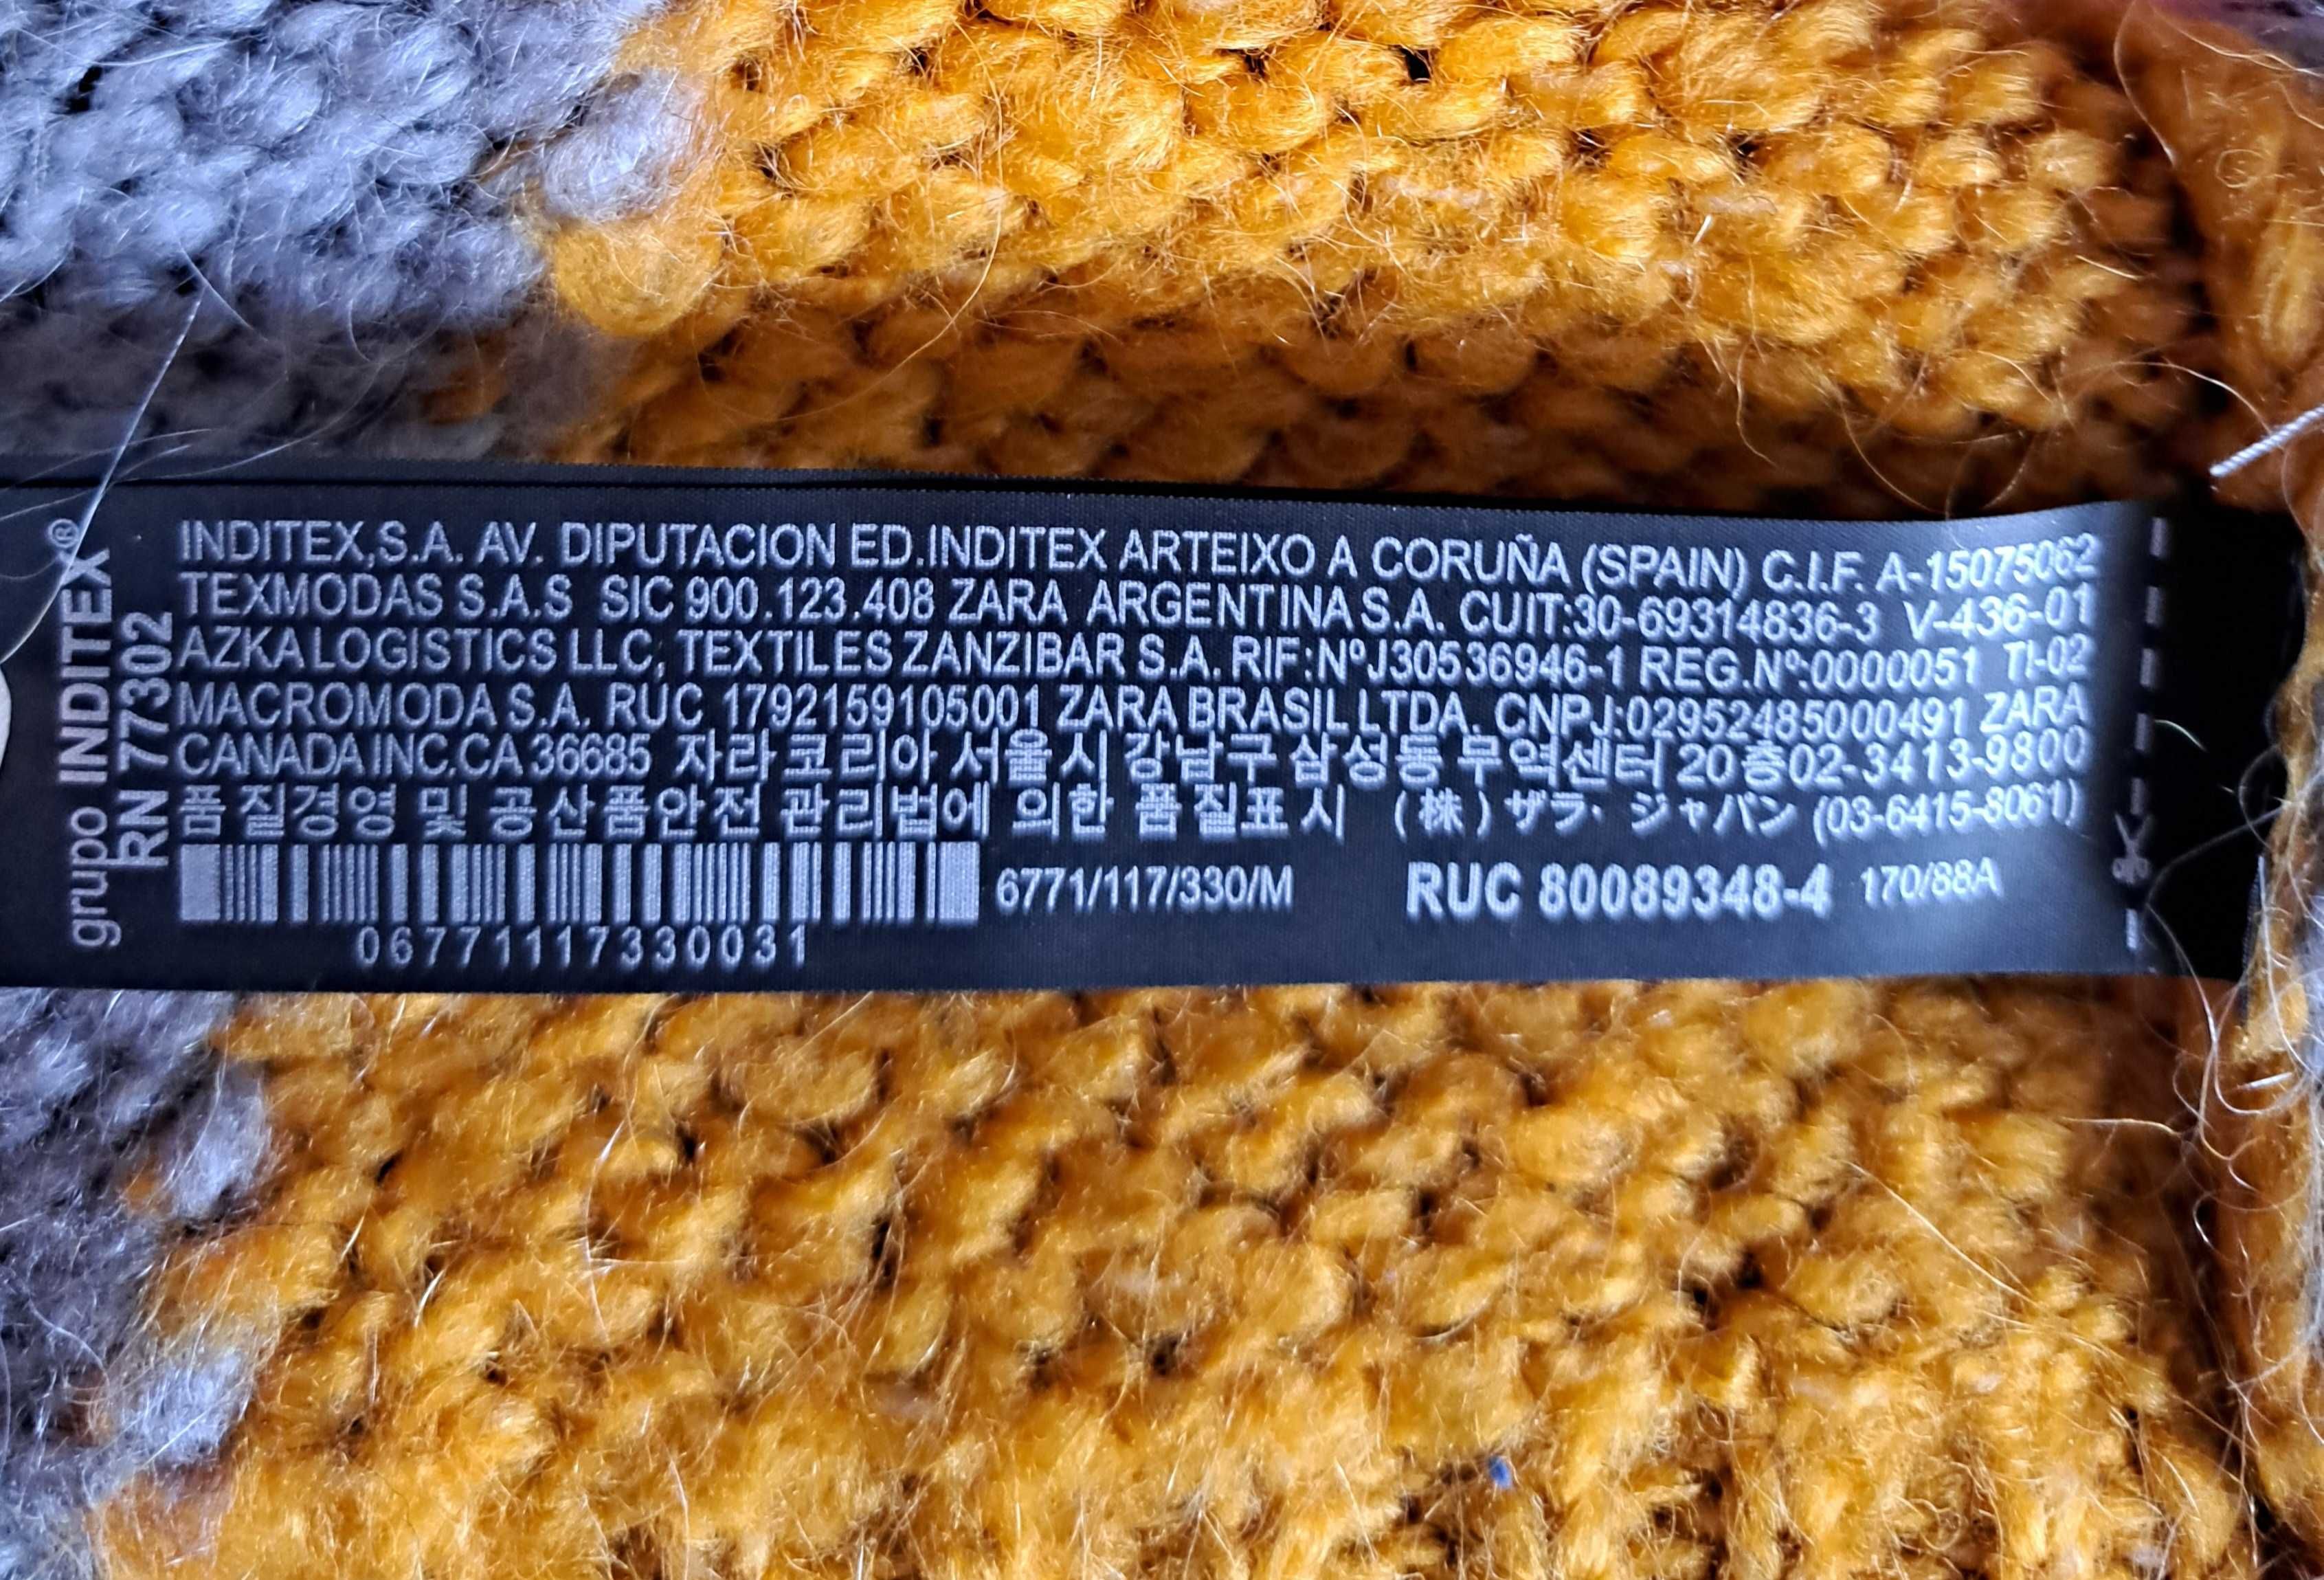 grupo INDITEX®
RN 77302
INDITEX,S.A. AV. DIPUTACION ED.INDITEX ARTEIXO A CORUÑA (SPAIN) C.I.F. A-15075062
TEXMODAS S.A.S SIC 900.123.408 ZARA ARGENTINA S.A. CUIT:30-69314836-3 V-436-01
AZKA LOGISTICS LLC, TEXTILES ZANZIBAR S.A. RIF:NºJ30536946-1 REG.Nº:0000051 TI-02
MACROMODA S.A. RUC 1792159105001 ZARA BRASIL LTDA. CNPJ:02952485000491 ZARA
CANADA INC.CA 36685 자라코리아 서울시 강남구 삼성동 무역센터 20층02-3413-9800
품질경영 및 공산품안전 관리법에 의한 품질표시 (株)ザラ・ジャパン (03-6415-8061)
6771/117/330/M RUC 80089348-4 170/88A
06771117330031